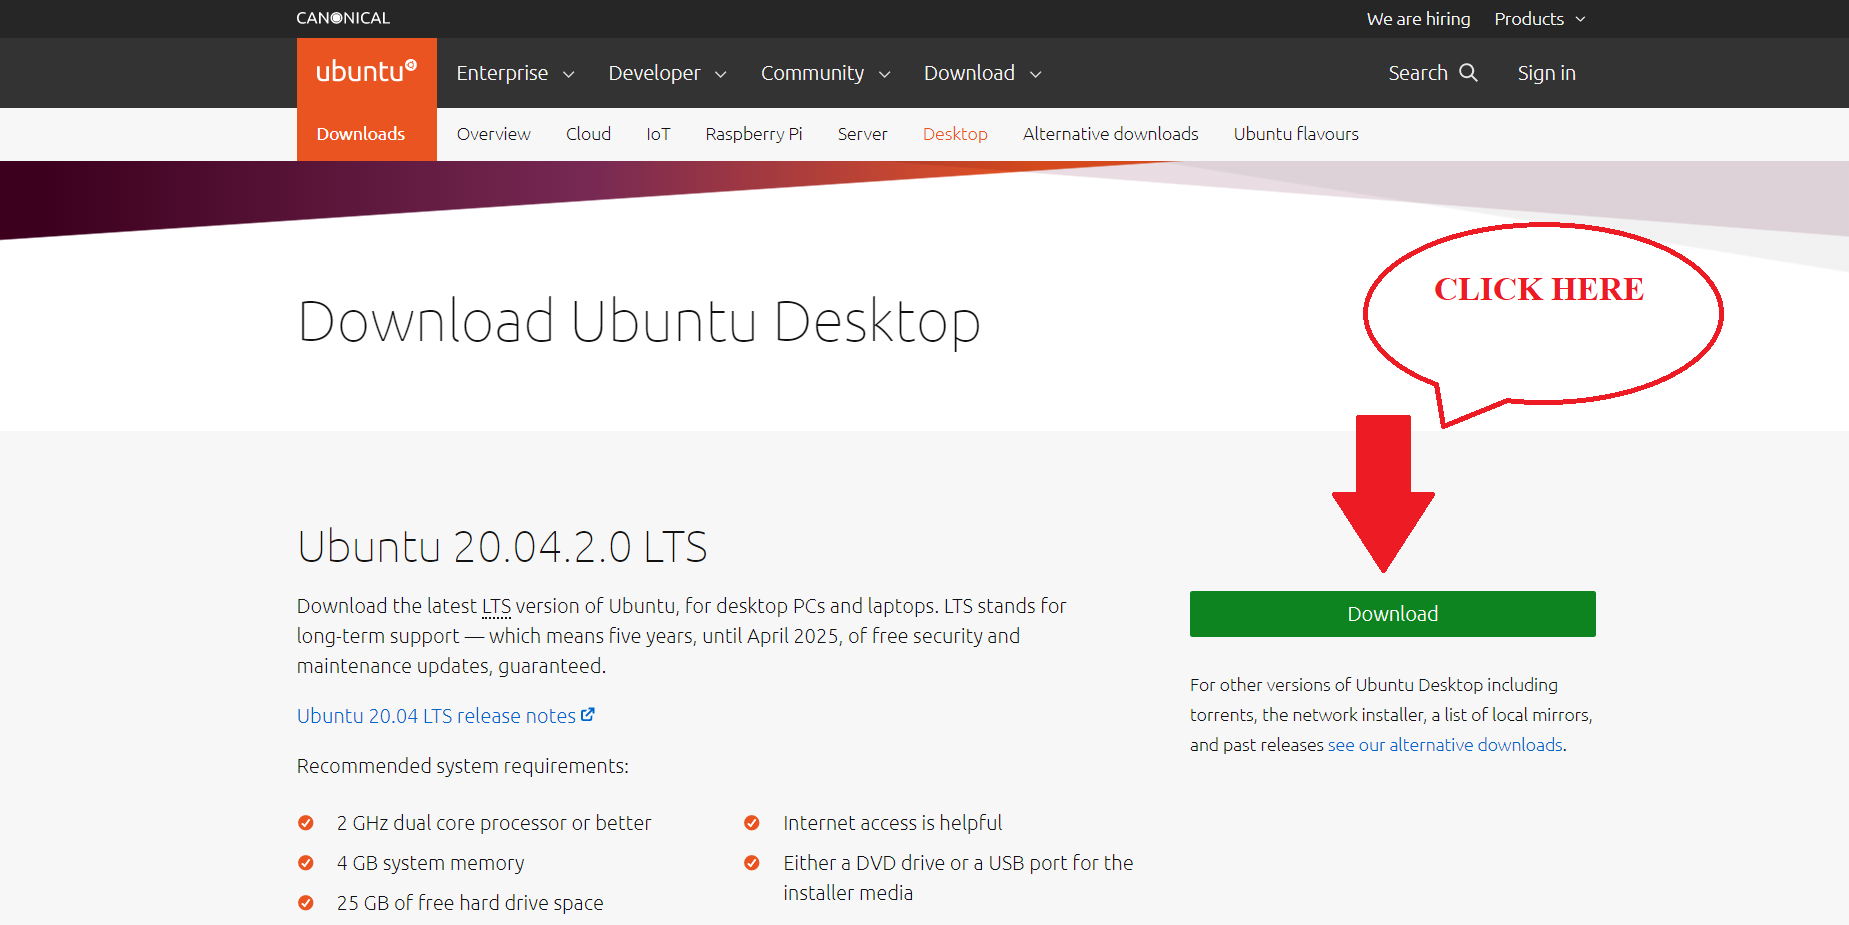 CANONICAL
We are hiring Products
ubuntu
Enterprise Developer Community Download Search Sign in
Downloads Overview Cloud IoT Raspberry Pi Server Desktop Alternative downloads Ubuntu flavours
CLICK HERE
Download Ubuntu Desktop
Ubuntu 20.04.2.0 LTS
Download the latest LTS version of Ubuntu, for desktop PCs and laptops. LTS stands for
long-term support — which means five years, until April 2025, of free security and
maintenance updates, guaranteed.
Ubuntu 20.04 LTS release notes
Recommended system requirements:
2 GHz dual core processor or better
4 GB system memory
25 GB of free hard drive space
Internet access is helpful
Either a DVD drive or a USB port for the
installer media
Download
For other versions of Ubuntu Desktop including
torrents, the network installer, a list of local mirrors,
and past releases see our alternative downloads.